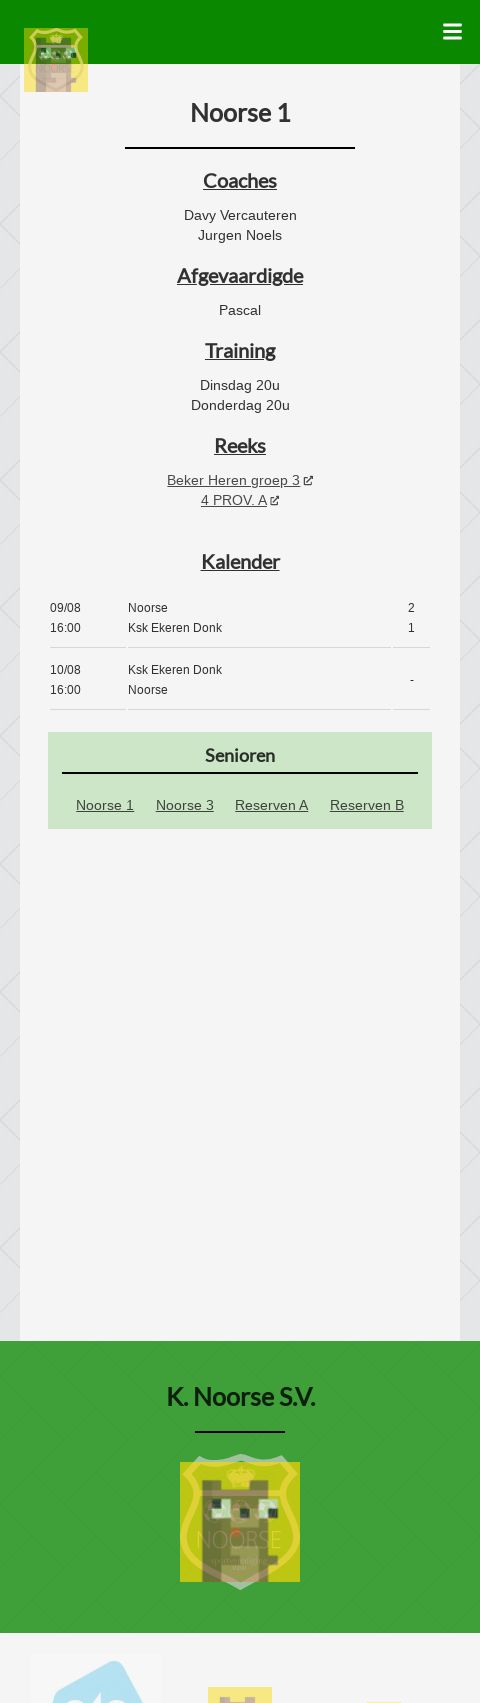 Noorse 1
Coaches
Davy Vercauteren
Jurgen Noels
Afgevaardigde
Pascal
Training
Dinsdag 20u
Donderdag 20u
Reeks
Beker Heren groep 3
4 PROV. A
Kalender
09/08 Noorse 2
16:00 Ksk Ekeren Donk 1
10/08 Ksk Ekeren Donk
-
16:00 Noorse
Senioren
Noorse 1 Noorse 3 Reserven A Reserven B
K. Noorse S.V.
NOORSE